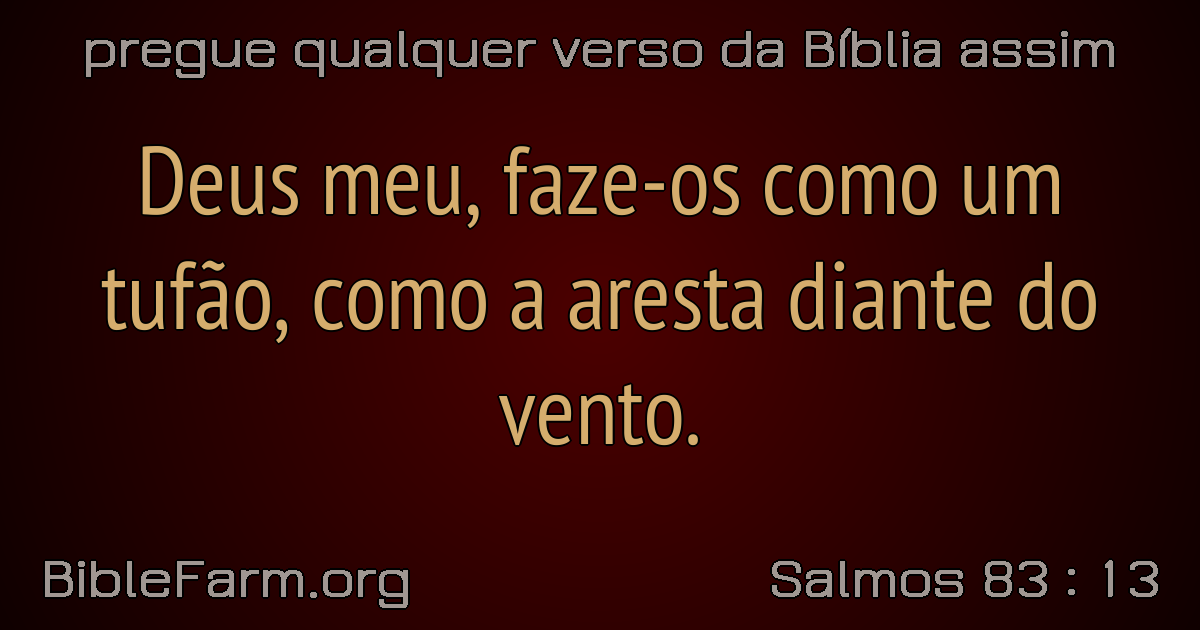 pregue qualquer verso da Bíblia assim
Deus meu, faze-os como um
tufão, como a aresta diante do
vento.
BibleFarm.org
Salmos 83 : 13